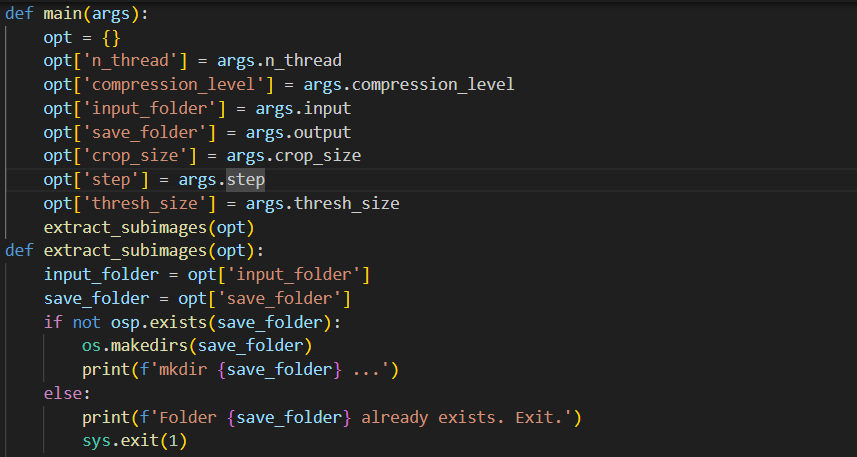 def main(args):
    opt = {}
    opt['n_thread'] = args.n_thread
    opt['compression_level'] = args.compression_level
    opt['input_folder'] = args.input
    opt['save_folder'] = args.output
    opt['crop_size'] = args.crop_size
    opt['step'] = args.step
    opt['thresh_size'] = args.thresh_size
    extract_subimages(opt)
def extract_subimages(opt):
    input_folder = opt['input_folder']
    save_folder = opt['save_folder']
    if not osp.exists(save_folder):
        os.makedirs(save_folder)
        print(f'mkdir {save_folder} ...')
    else:
        print(f'Folder {save_folder} already exists. Exit.')
        sys.exit(1)